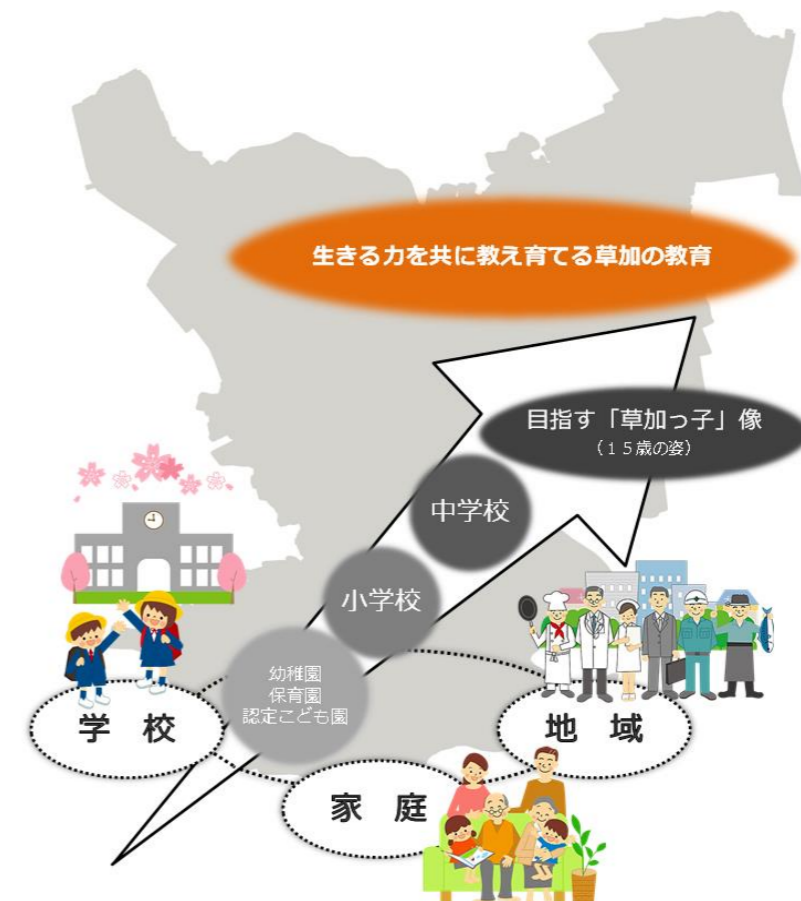 生きる力を共に教え育てる草加の教育
目指す「草加っ子」像
（１５歳の姿）
中学校
小学校
幼稚園
保育園
認定こども園
学　校
地　域
家　庭